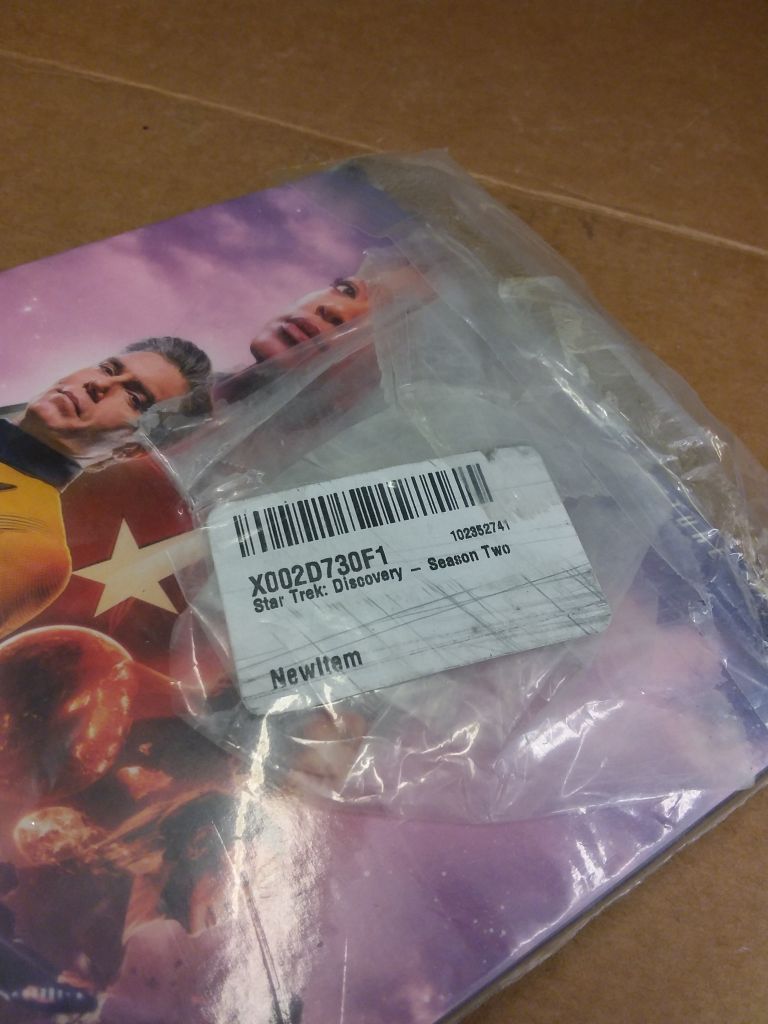 102352741
X002D730F1
Star Trek: Discovery – Season Two
NewItem